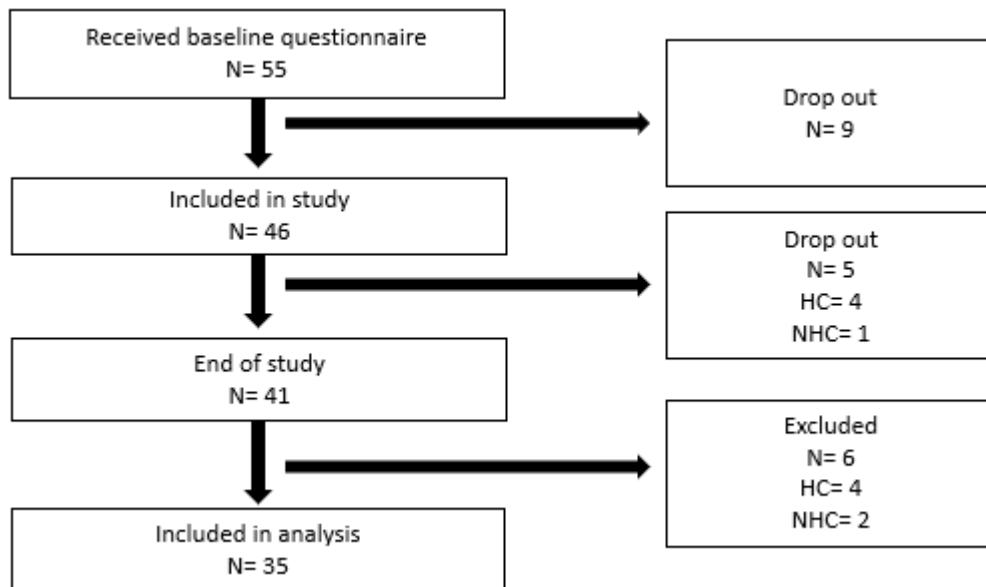 Received baseline questionnaire
N= 55
Drop out
N= 9
Included in study
N= 46
Drop out
N= 5
HC= 4
NHC= 1
End of study
N= 41
Excluded
N= 6
HC= 4
NHC= 2
Included in analysis
N= 35